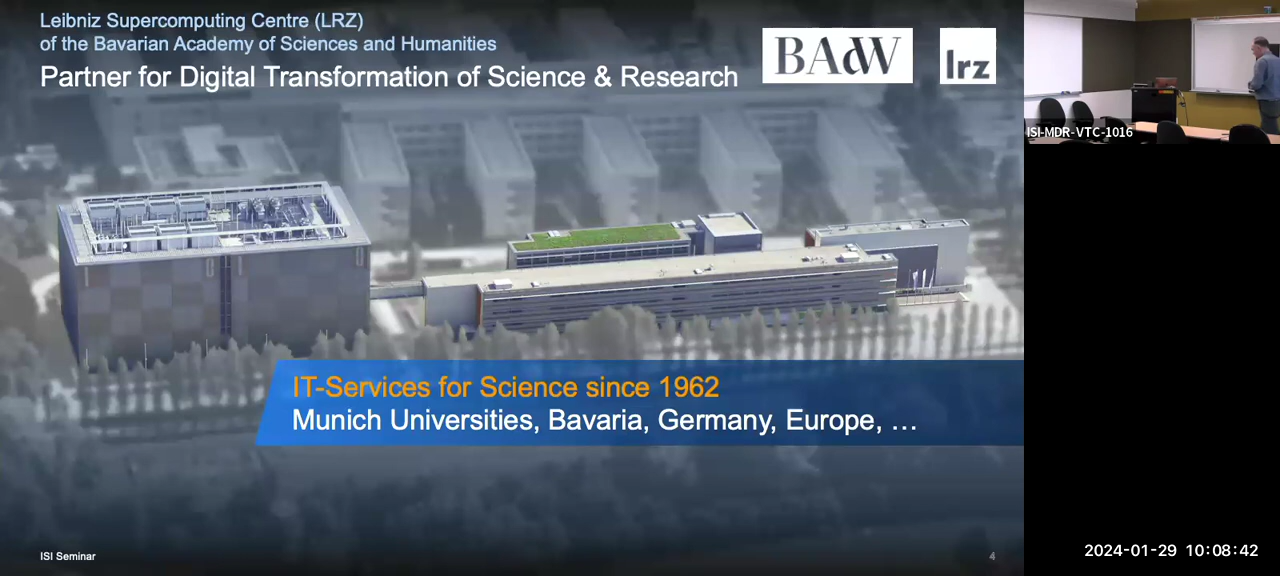 Leibniz Supercomputing Centre (LRZ)
of the Bavarian Academy of Sciences and Humanities
Partner for Digital Transformation of Science & Research
BAdW
lrz
ISI-MDR-VTC-1016
IT-Services for Science since 1962
Munich Universities, Bavaria, Germany, Europe, …
ISI Seminar
4
2024-01-29 10:08:42